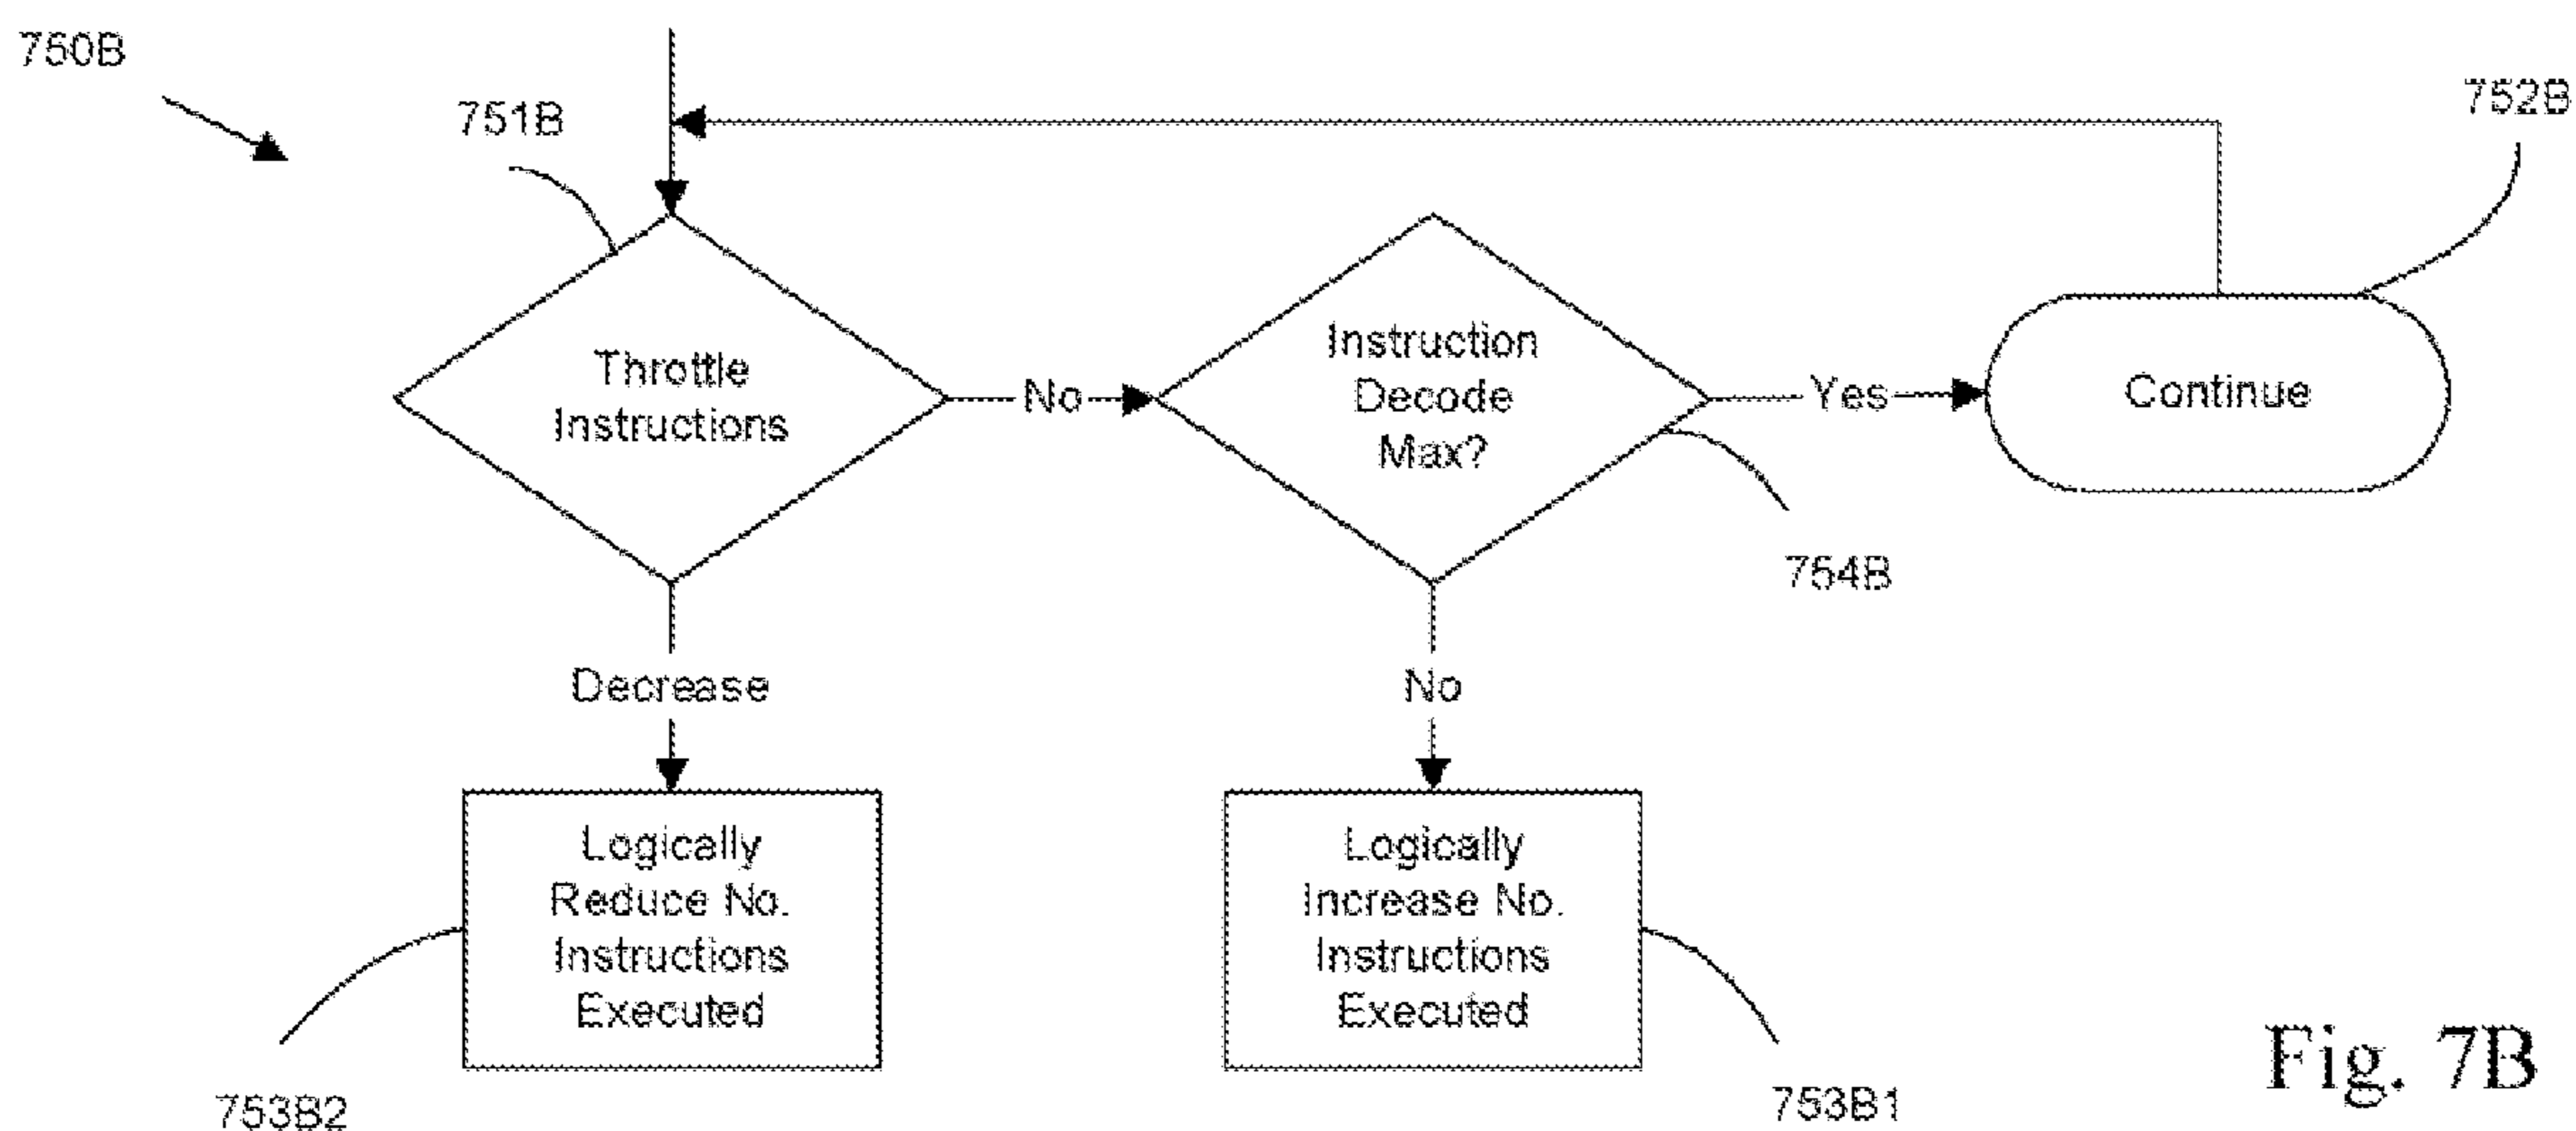 750B
751B
752B
Throttle
Instructions
No
Instruction
Decode
Max?
Yes
Continue
754B
Decrease
No
Logically
Reduce No.
Instructions
Executed
Logically
Increase No.
Instructions
Executed
753B2
753B1
Fig. 7B